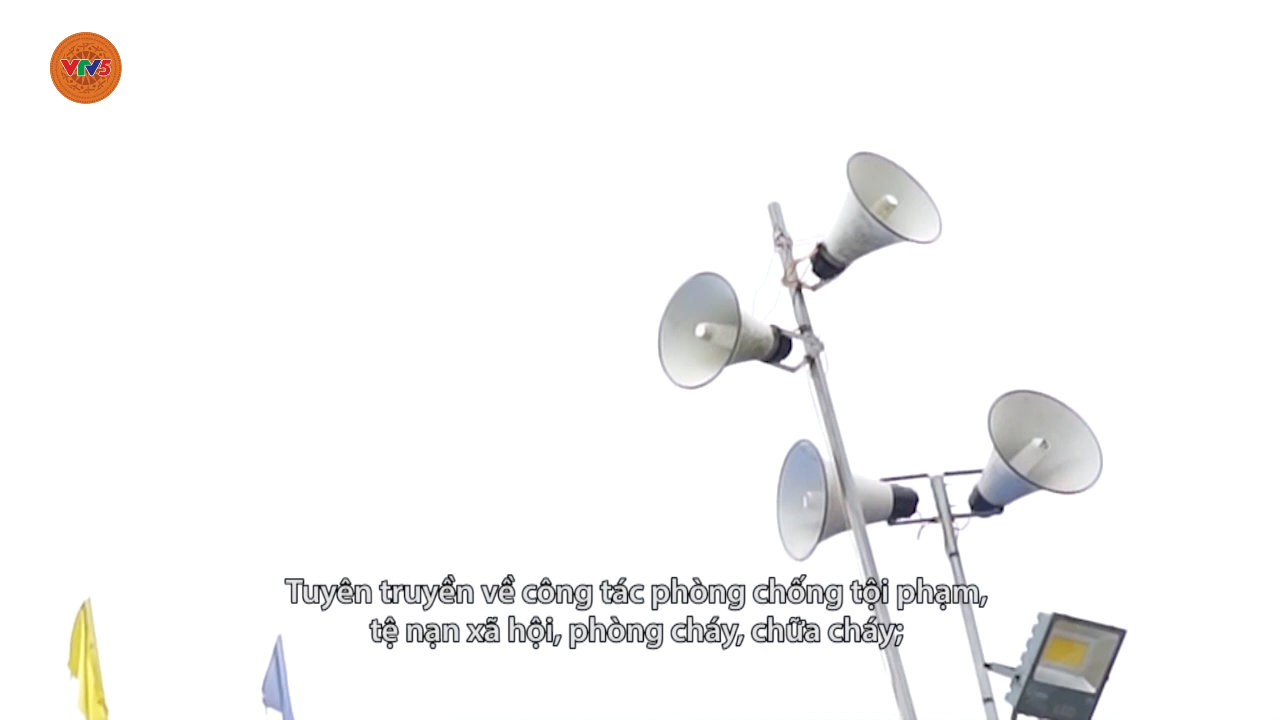 VTV5
Tuyên truyền về công tác phòng chống tội phạm,
tệ nạn xã hội, phòng cháy, chữa cháy;